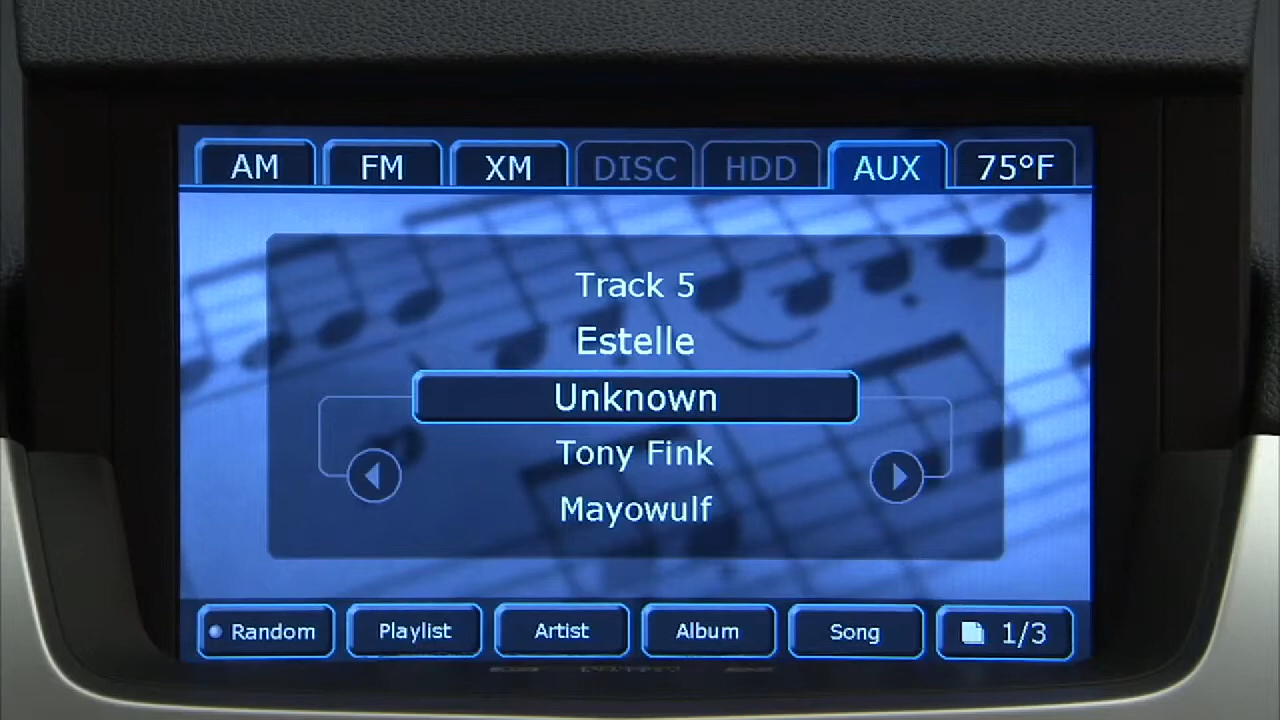 AM FM XM DISC HDD AUX 75°F
Track 5
Estelle
Unknown
Tony Fink
Mayowulf
Random Playlist Artist Album Song 1/3